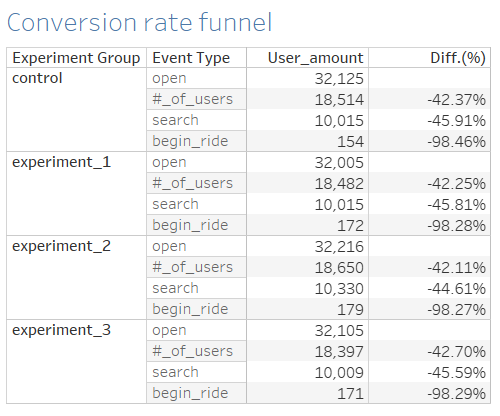 Conversion rate funnel
Experiment Group Event Type User_amount Diff.(%)
control open 32,125
#_of_users 18,514 -42.37%
search 10,015 -45.91%
begin_ride 154 -98.46%
experiment_1 open 32,005
#_of_users 18,482 -42.25%
search 10,015 -45.81%
begin_ride 172 -98.28%
experiment_2 open 32,216
#_of_users 18,650 -42.11%
search 10,330 -44.61%
begin_ride 179 -98.27%
experiment_3 open 32,105
#_of_users 18,397 -42.70%
search 10,009 -45.59%
begin_ride 171 -98.29%